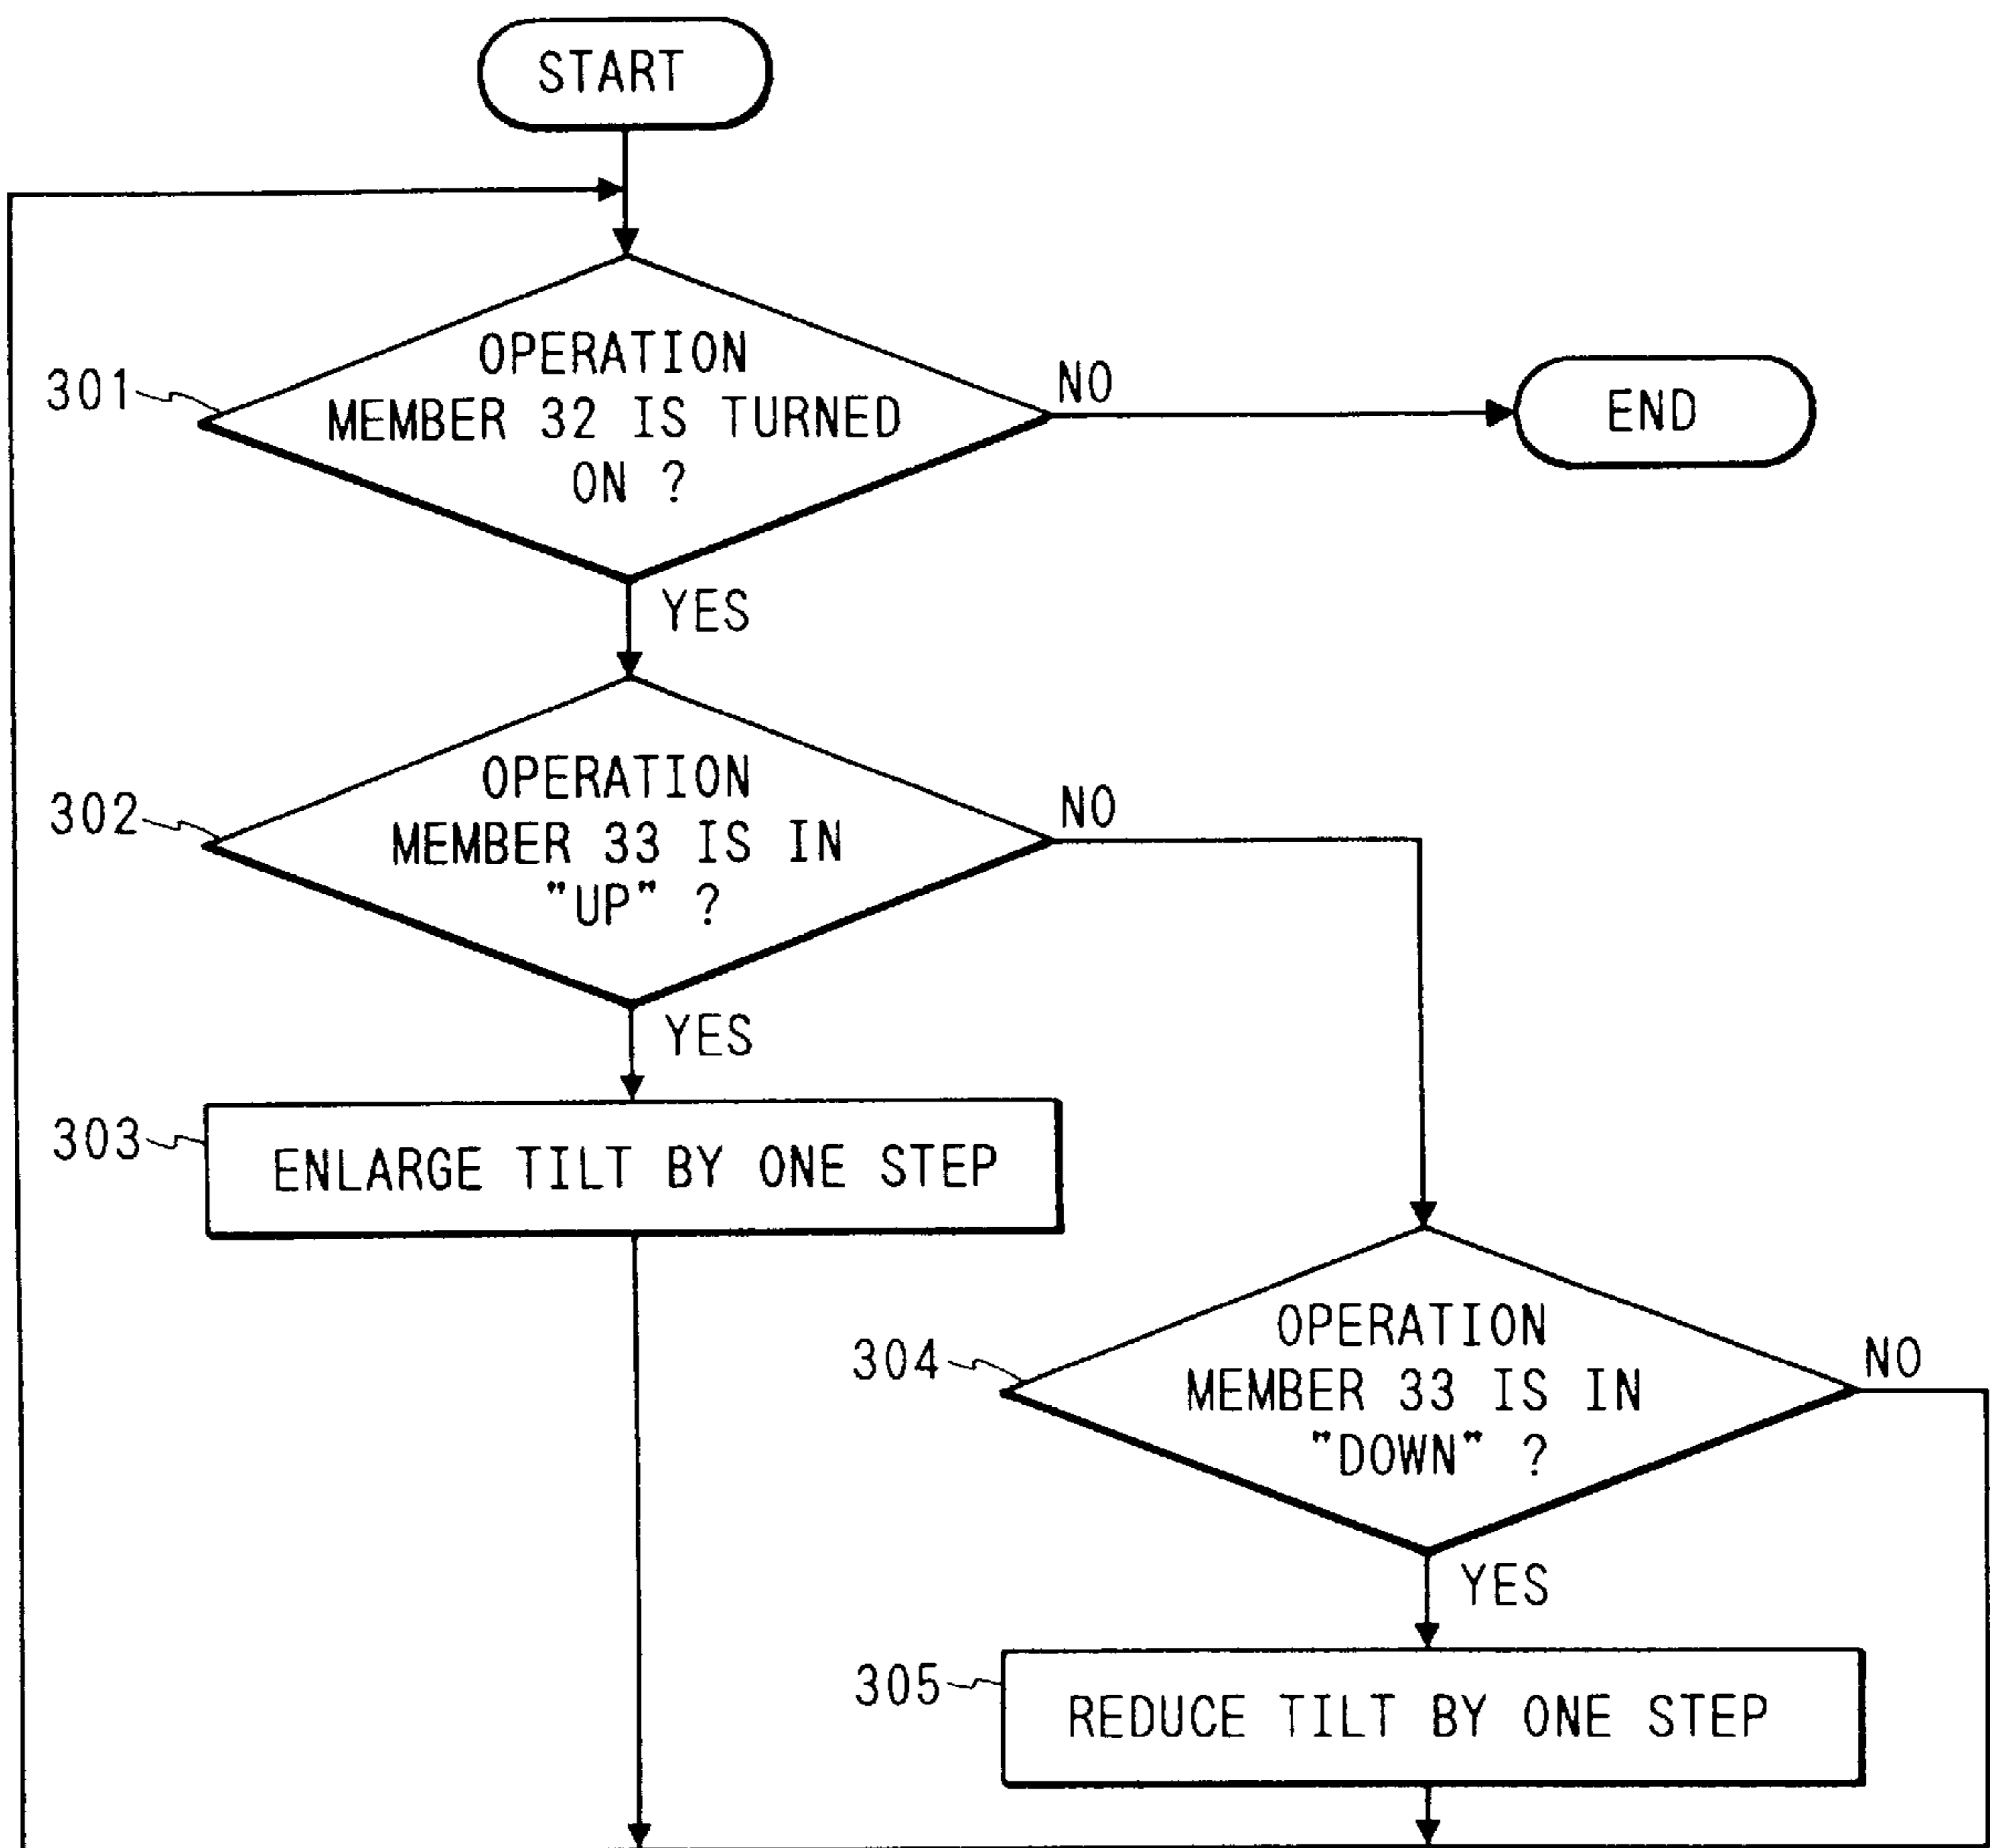 START
301
OPERATION
MEMBER 32 IS TURNED
ON ?
NO
END
YES
302
OPERATION
MEMBER 33 IS IN
"UP" ?
NO
YES
303
ENLARGE TILT BY ONE STEP
304
OPERATION
MEMBER 33 IS IN
"DOWN" ?
NO
YES
305
REDUCE TILT BY ONE STEP